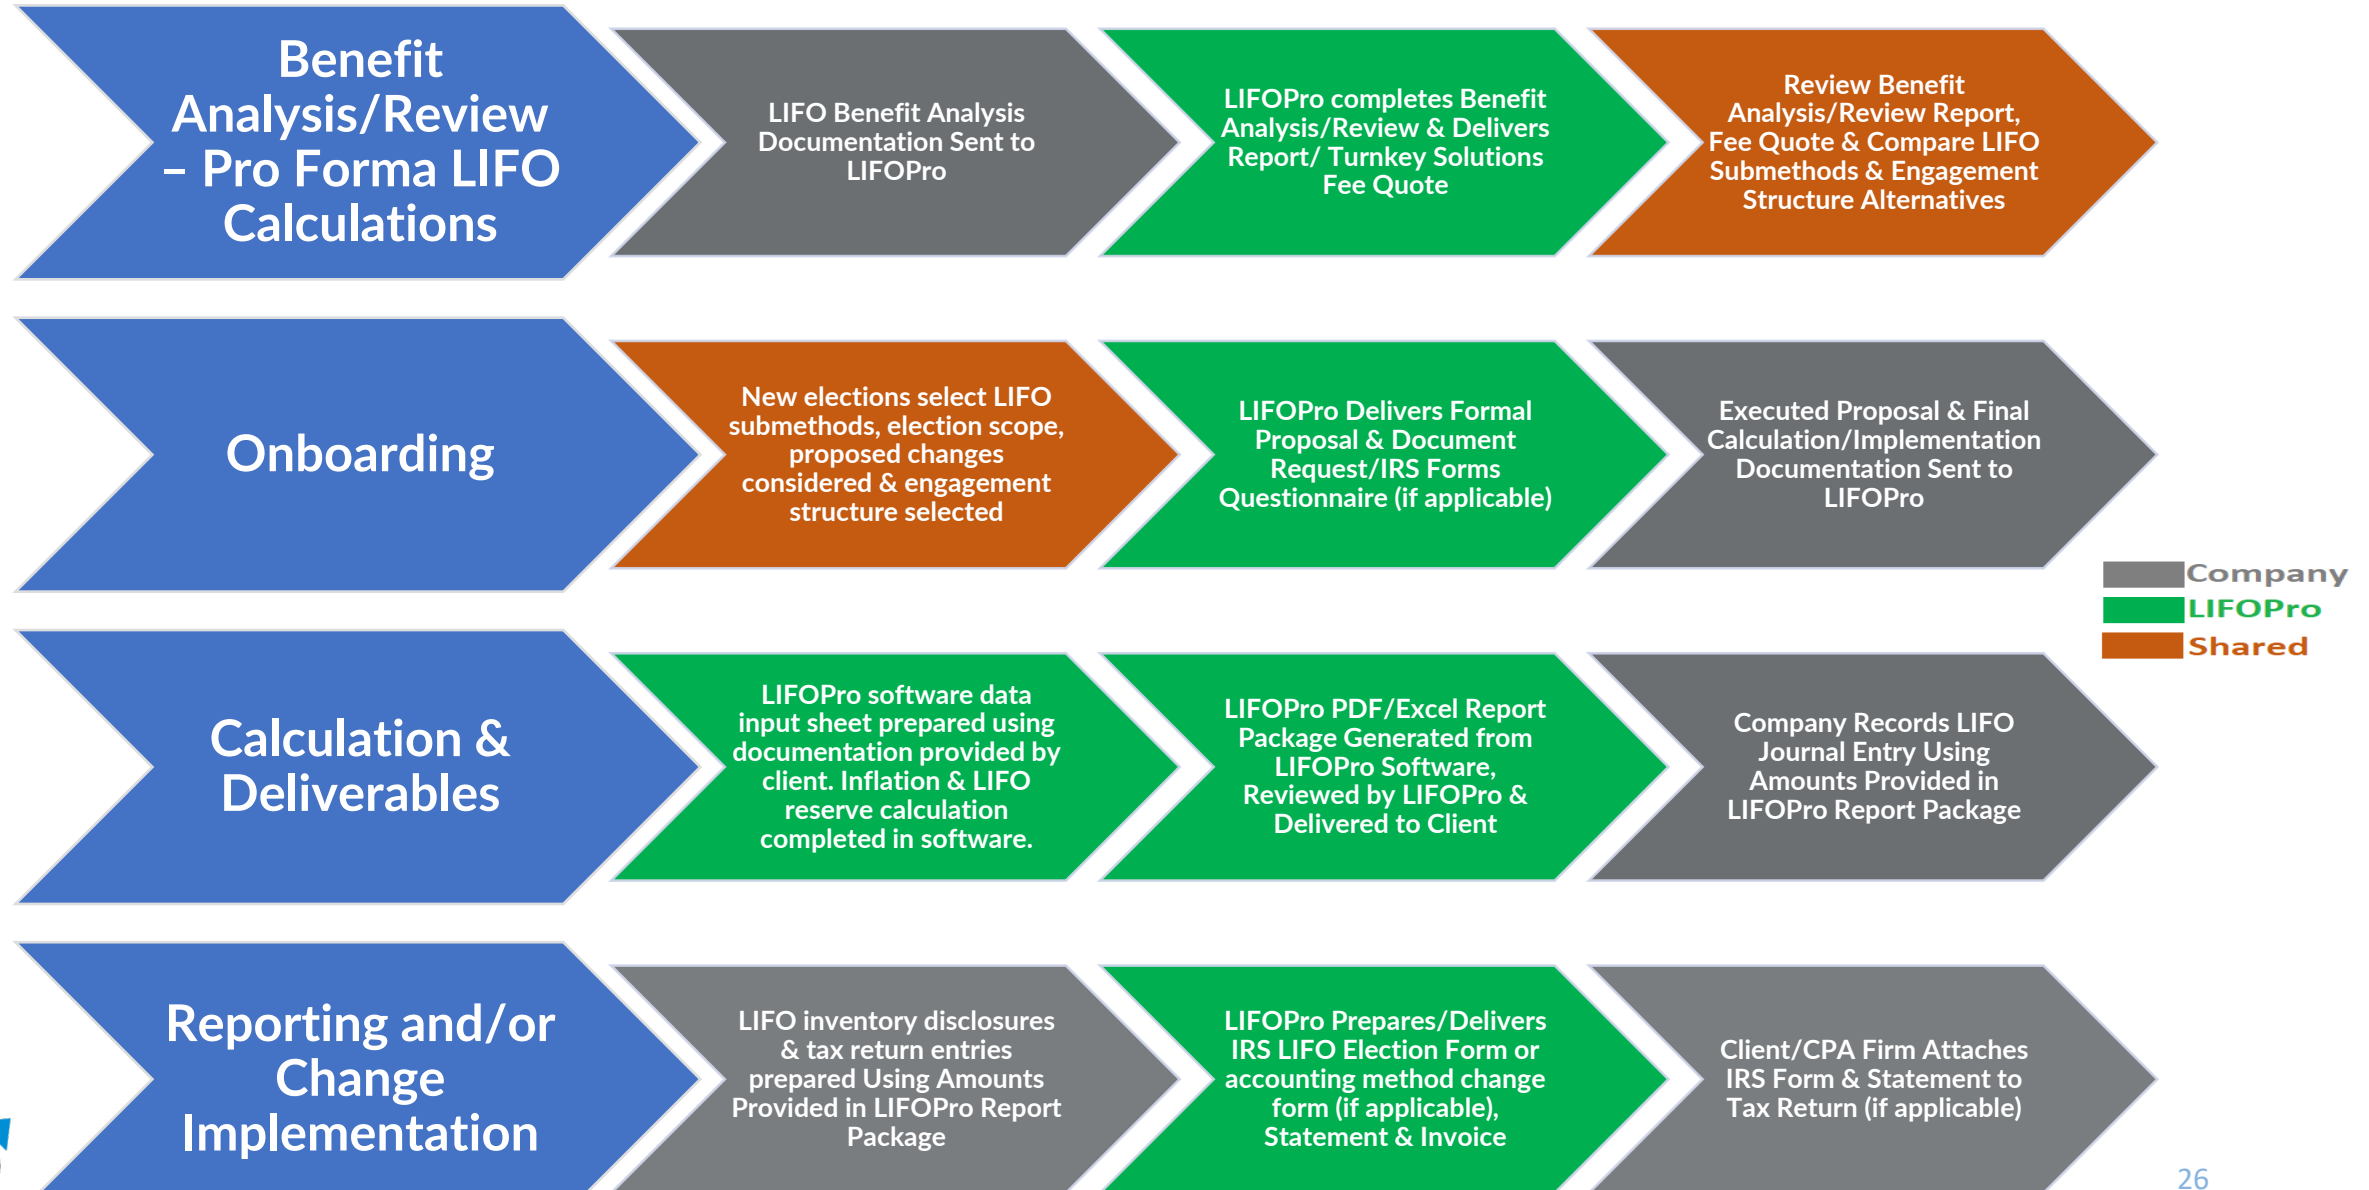 Benefit
Analysis/Review
– Pro Forma LIFO
Calculations
LIFO Benefit Analysis
Documentation Sent to
LIFOPro
LIFOPro completes Benefit
Analysis/Review & Delivers
Report/ Turnkey Solutions
Fee Quote
Review Benefit
Analysis/Review Report,
Fee Quote & Compare LIFO
Submethods & Engagement
Structure Alternatives
Onboarding
New elections select LIFO
submethods, election scope,
proposed changes
considered & engagement
structure selected
LIFOPro Delivers Formal
Proposal & Document
Request/IRS Forms
Questionnaire (if applicable)
Executed Proposal & Final
Calculation/Implementation
Documentation Sent to
LIFOPro
Company
LIFOPro
Shared
Calculation &
Deliverables
LIFOPro software data
input sheet prepared using
documentation provided by
client. Inflation & LIFO
reserve calculation
completed in software.
LIFOPro PDF/Excel Report
Package Generated from
LIFOPro Software,
Reviewed by LIFOPro &
Delivered to Client
Company Records LIFO
Journal Entry Using
Amounts Provided in
LIFOPro Report Package
Reporting and/or
Change
Implementation
LIFO inventory disclosures
& tax return entries
prepared Using Amounts
Provided in LIFOPro Report
Package
LIFOPro Prepares/Delivers
IRS LIFO Election Form or
accounting method change
form (if applicable),
Statement & Invoice
Client/CPA Firm Attaches
IRS Form & Statement to
Tax Return (if applicable)
26